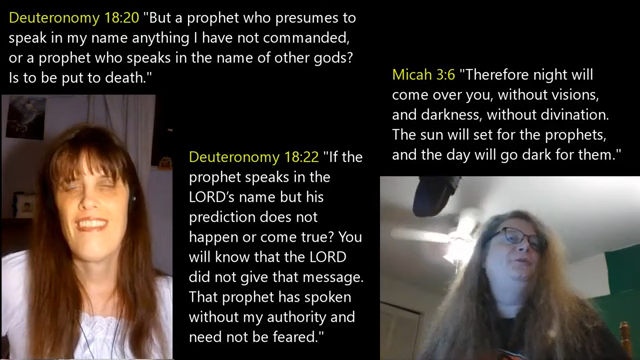 Deuteronomy 18:20 "But a prophet who presumes to
speak in my name anything I have not commanded,
or a prophet who speaks in the name of other gods?
Is to be put to death."
Micah 3:6 "Therefore night will
come over you, without visions,
and darkness, without divination.
The sun will set for the prophets,
and the day will go dark for them."
Deuteronomy 18:22 "If the
prophet speaks in the
LORD’s name but his
prediction does not
happen or come true? You
will know that the LORD
did not give that message.
That prophet has spoken
without my authority and
need not be feared."